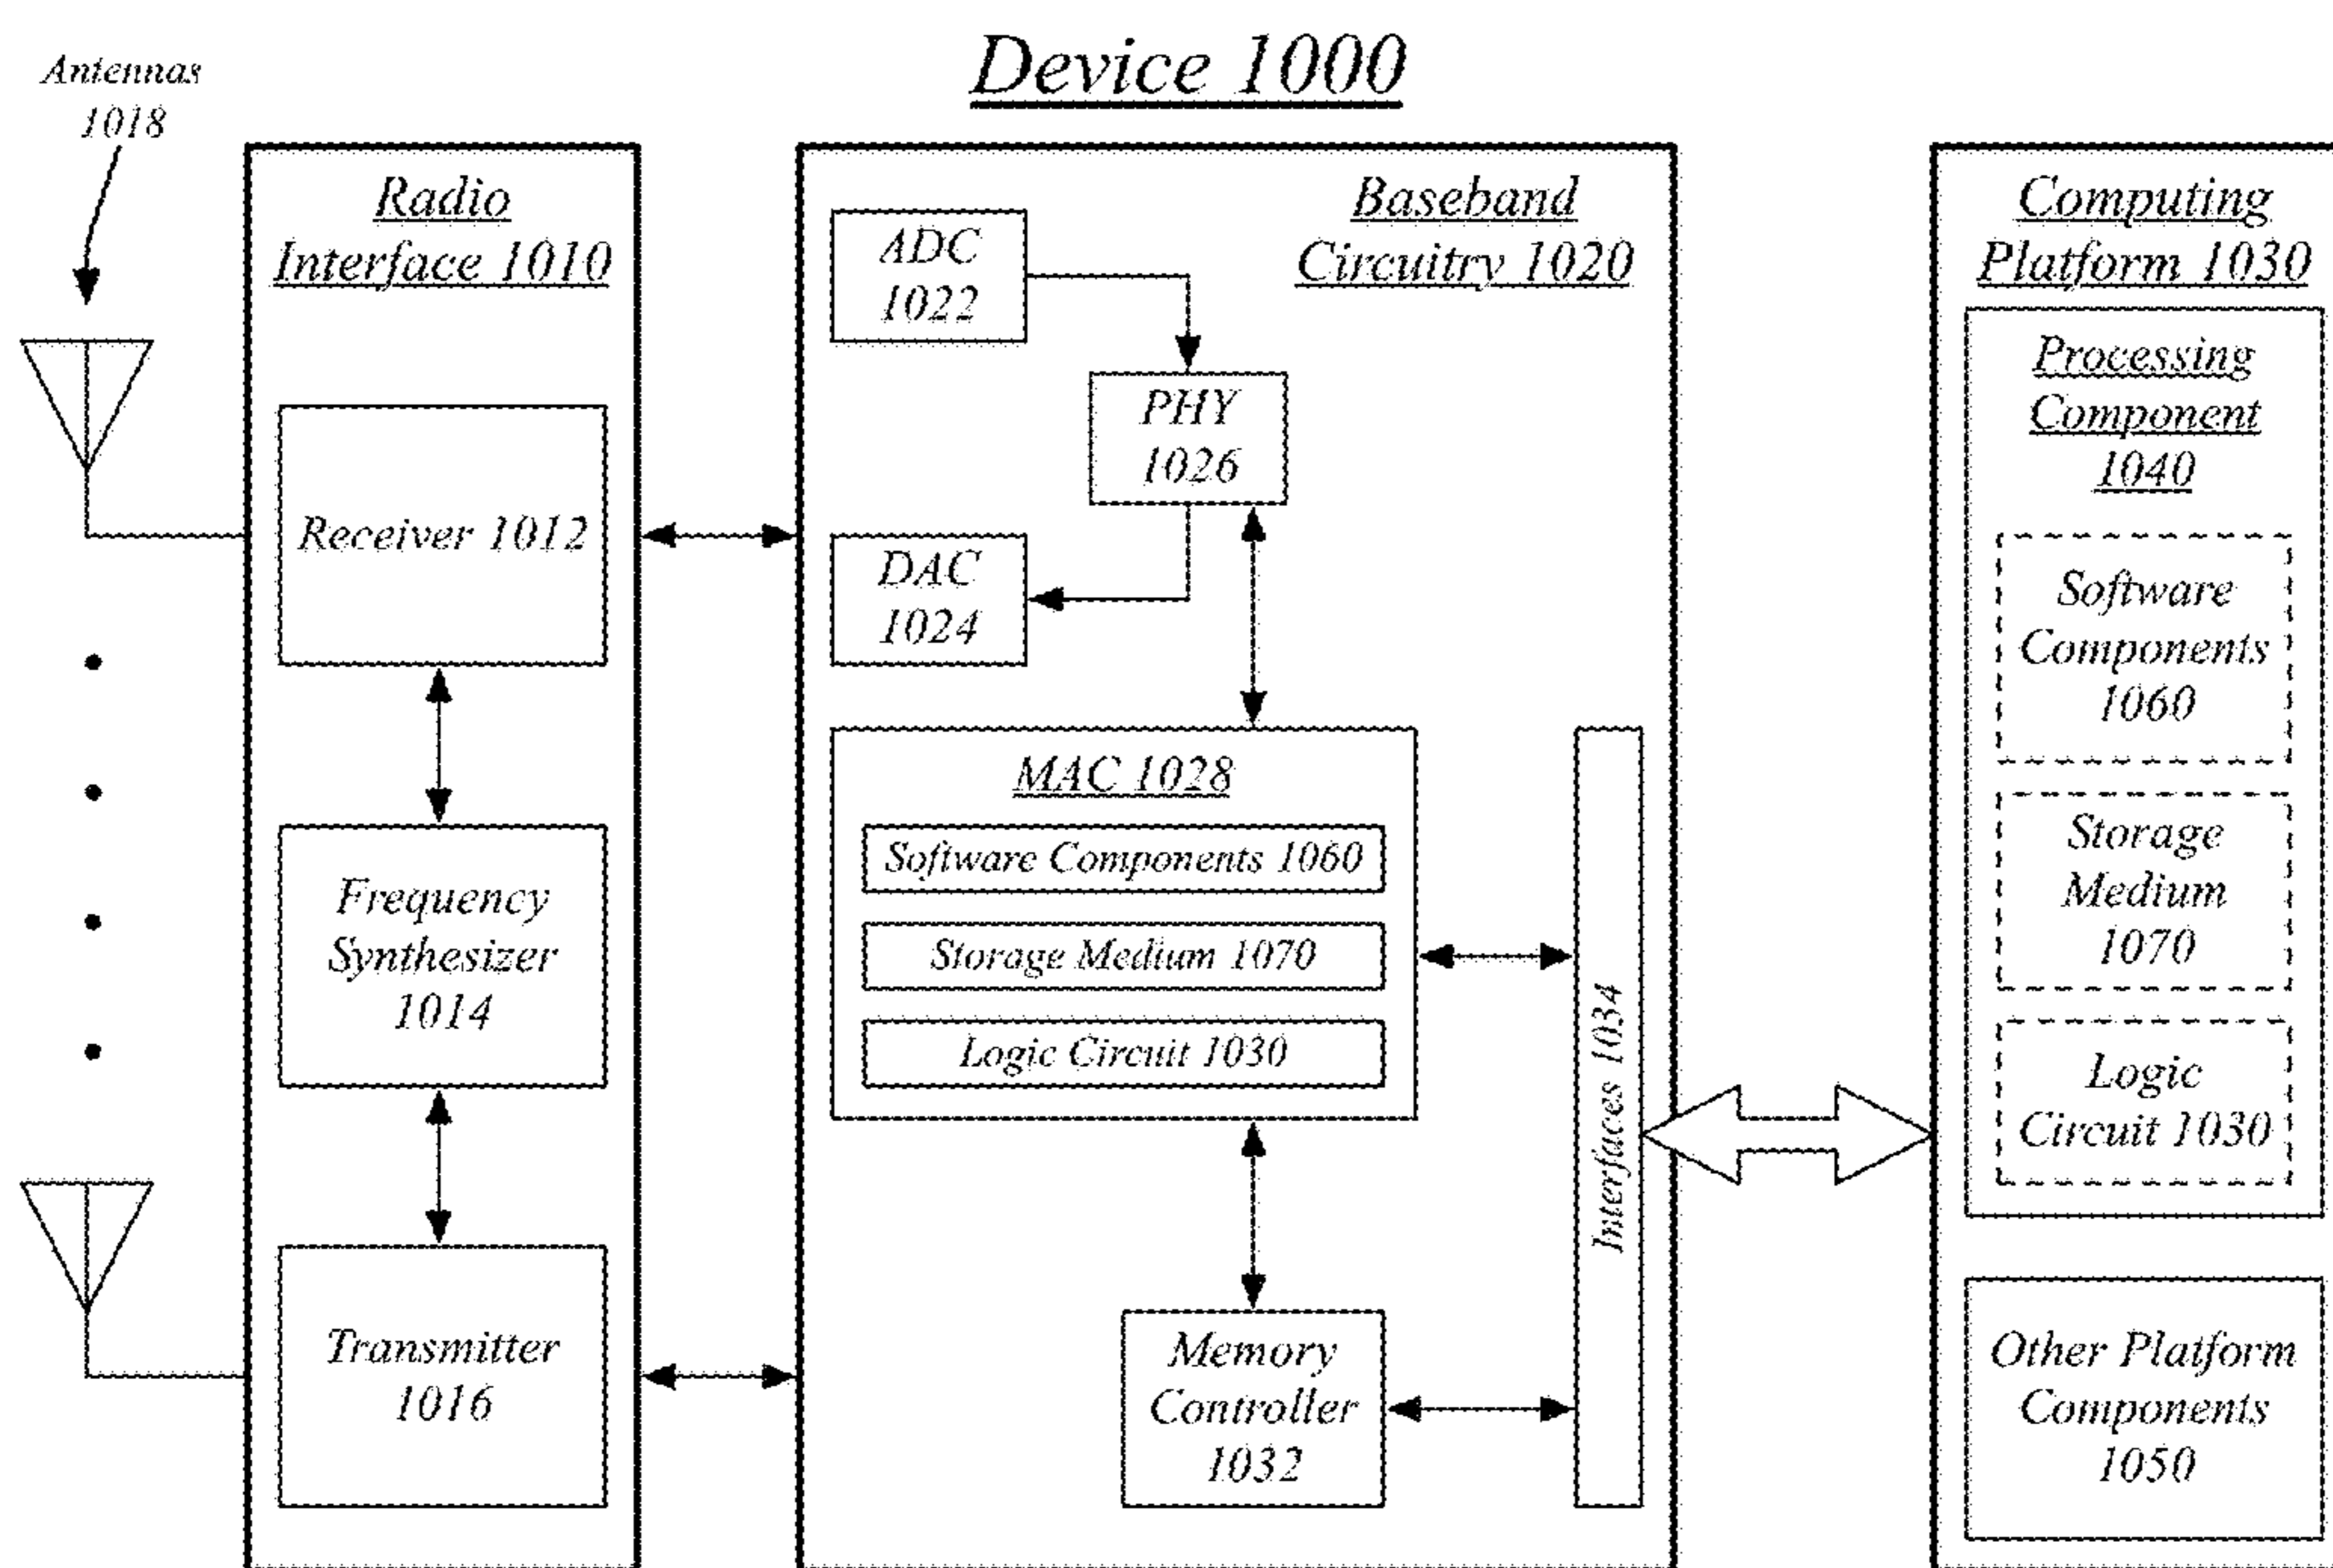 Device 1000
Antennas
1018
Radio
Interface 1010
Receiver 1012
Frequency
Synthesizer
1014
Transmitter
1016
Baseband
Circuitry 1020
ADC
1022
PHY
1026
DAC
1024
MAC 1028
Software Components 1060
Storage Medium 1070
Logic Circuit 1030
Memory
Controller
1032
Interfaces 1034
Computing
Platform 1030
Processing
Component
1040
Software
Components
1060
Storage
Medium
1070
Logic
Circuit 1030
Other Platform
Components
1050